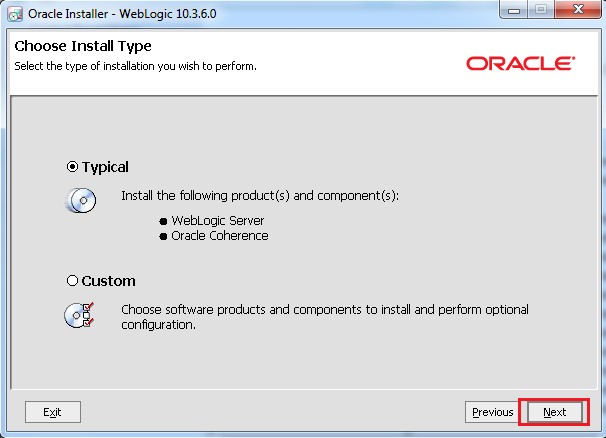 Oracle Installer - WebLogic 10.3.6.0
Choose Install Type
Select the type of installation you wish to perform.
ORACLE®
Typical
Install the following product(s) and component(s):
● WebLogic Server
● Oracle Coherence
Custom
Choose software products and components to install and perform optional
configuration.
Exit
Previous
Next